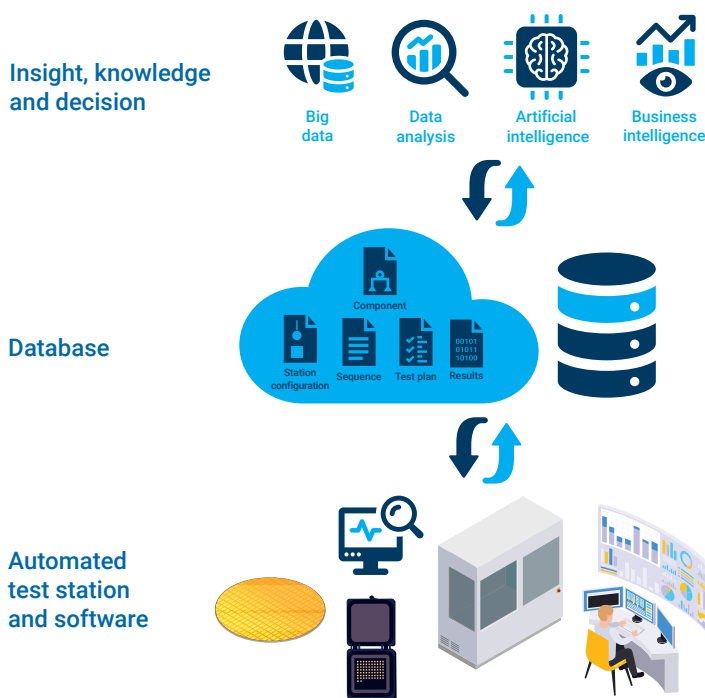 Insight, knowledge
and decision
Big
data
Data
analysis
Artificial
intelligence
Business
intelligence
Database
Component
Station
configuration
Sequence
Test plan
Results
00101
01011
10100
Automated
test station
and software